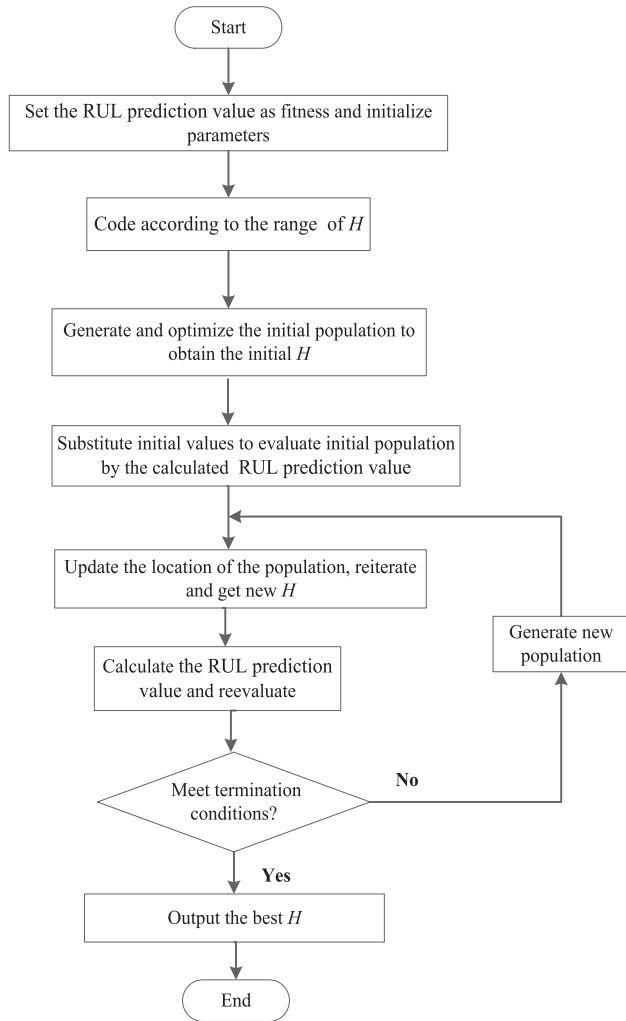 Start
Set the RUL prediction value as fitness and initialize
parameters
Code according to the range of H
Generate and optimize the initial population to
obtain the initial H
Substitute initial values to evaluate initial population
by the calculated RUL prediction value
Update the location of the population, reiterate
and get new H
Generate new
population
Calculate the RUL prediction
value and reevaluate
Meet termination
conditions?
No
Yes
Output the best H
End